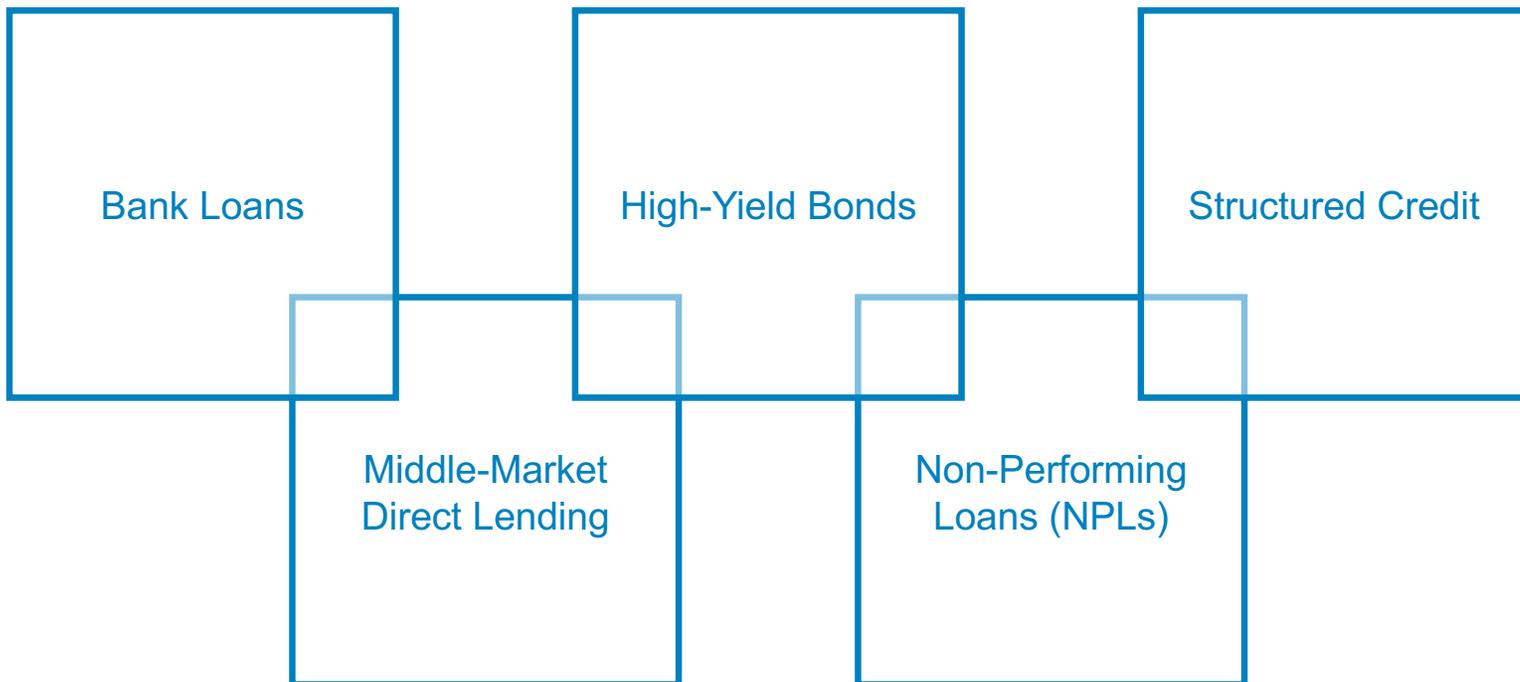 Bank Loans
High-Yield Bonds
Structured Credit
Middle-Market
Direct Lending
Non-Performing
Loans (NPLs)